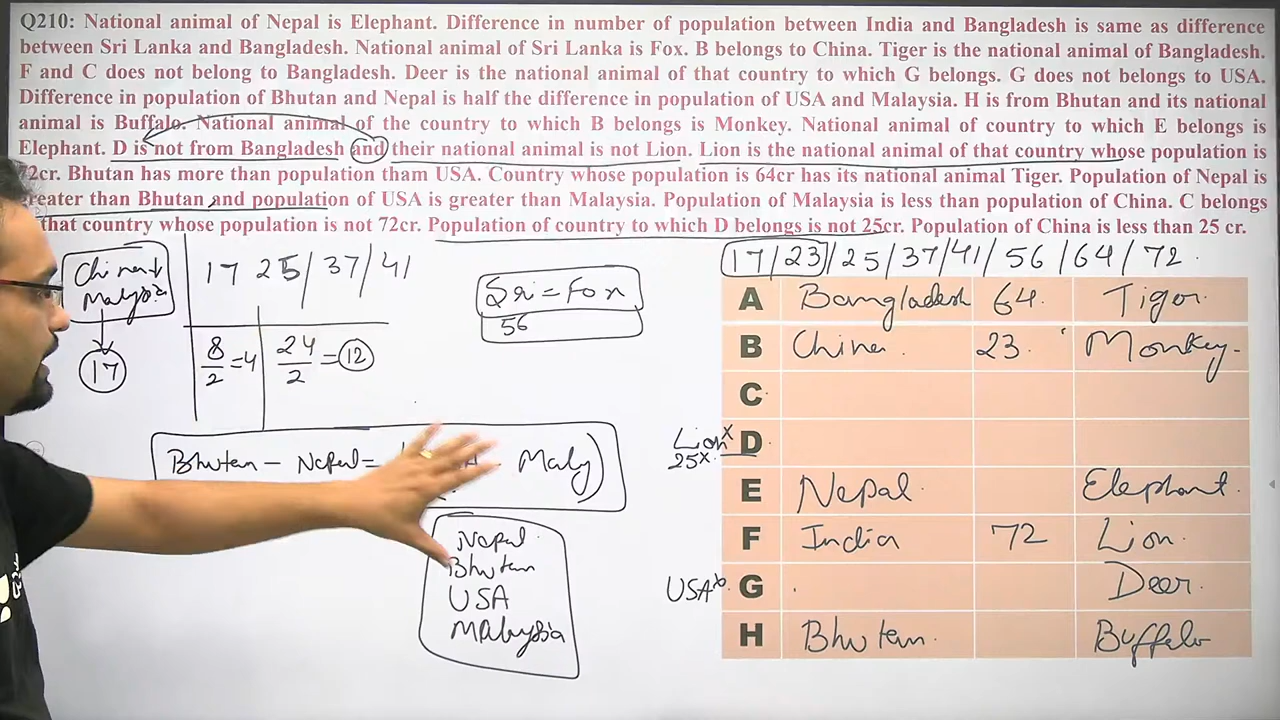 Q210: National animal of Nepal is Elephant. Difference in number of population between India and Bangladesh is same as difference
between Sri Lanka and Bangladesh. National animal of Sri Lanka is Fox. B belongs to China. Tiger is the national animal of Bangladesh.
F and C does not belong to Bangladesh. Deer is the national animal of that country to which G belongs. G does not belongs to USA.
Difference in population of Bhutan and Nepal is half the difference in population of USA and Malaysia. H is from Bhutan and its national
animal is Buffalo. National animal of the country to which B belongs is Monkey. National animal of country to which E belongs is
Elephant. D is not from Bangladesh and their national animal is not Lion. Lion is the national animal of that country whose population is
72cr. Bhutan has more than population tham USA. Country whose population is 64cr has its national animal Tiger. Population of Nepal is
greater than Bhutan and population of USA is greater than Malaysia. Population of Malaysia is less than population of China. C belongs
that country whose population is not 72cr. Population of country to which D belongs is not 25cr. Population of China is less than 25 cr.
China↓
Malaysia
17
17 25/37/41
8/2=4
24/2=12
Sri = Fox
56
17/23/25/37/41/56/64/72
A Bangladesh 64 Tiger
B China 23 Monkey
C
Lion× D
25×
E Nepal Elephant
F India 72 Lion
USA× G Deer
H Bhutan Buffalo
Bhutan - Nepal = Maly)
Nepal
Bhutan
USA
Malaysia